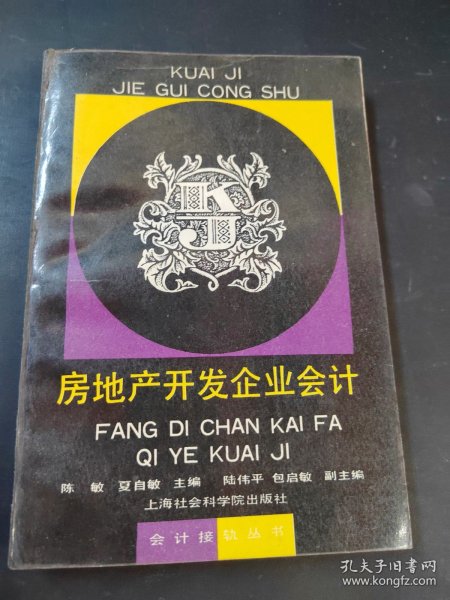 KUAI JI
JIE GUI CONG SHU
KJ
房地产开发企业会计
FANG DI CHAN KAI FA
QI YE KUAI JI
陈 敏 夏自敏 主编 陆伟平 包启敏 副主编
上海社会科学院出版社
会计接轨丛书
孔夫子旧书网
www.kongfz.com